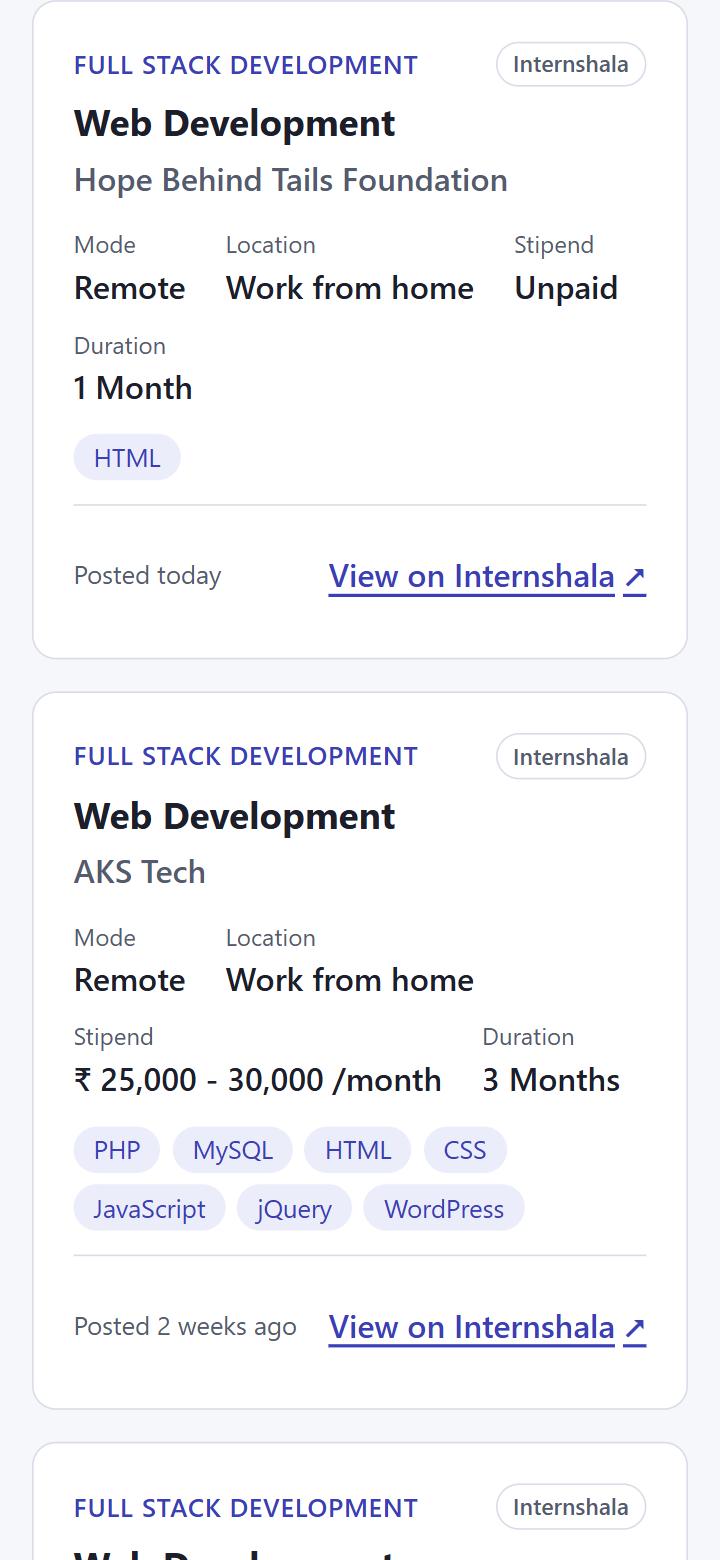 FULL STACK DEVELOPMENT Internshala
Web Development
Hope Behind Tails Foundation
Mode Location Stipend
Remote Work from home Unpaid
Duration
1 Month
HTML
Posted today View on Internshala ↗
FULL STACK DEVELOPMENT Internshala
Web Development
AKS Tech
Mode Location
Remote Work from home
Stipend Duration
₹ 25,000 - 30,000 /month 3 Months
PHP MySQL HTML CSS
JavaScript jQuery WordPress
Posted 2 weeks ago View on Internshala ↗
FULL STACK DEVELOPMENT Internshala